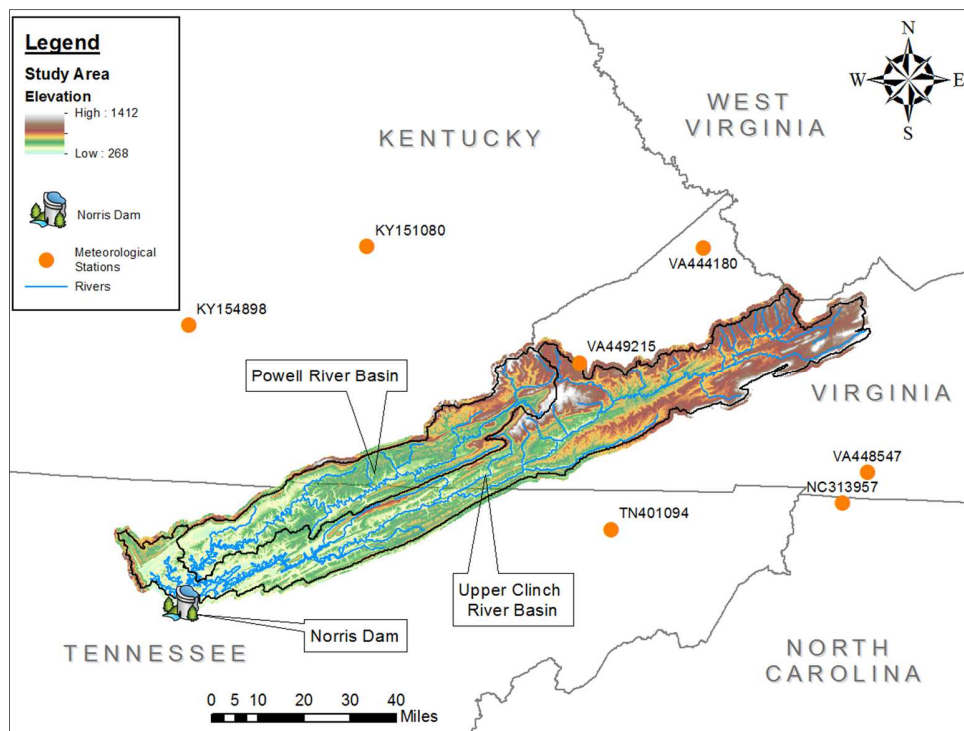 Legend
Study Area
Elevation
High : 1412
Low : 268
Norris Dam
Meteorological
Stations
Rivers
N
W E
S
WEST
VIRGINIA
KENTUCKY
KY151080
VA444180
KY154898
VA449215
Powell River Basin
VIRGINIA
VA448547
NC313957
TN401094
Upper Clinch
River Basin
Norris Dam
TENNESSEE
NORTH
CAROLINA
0 5 10 20 30 40
Miles